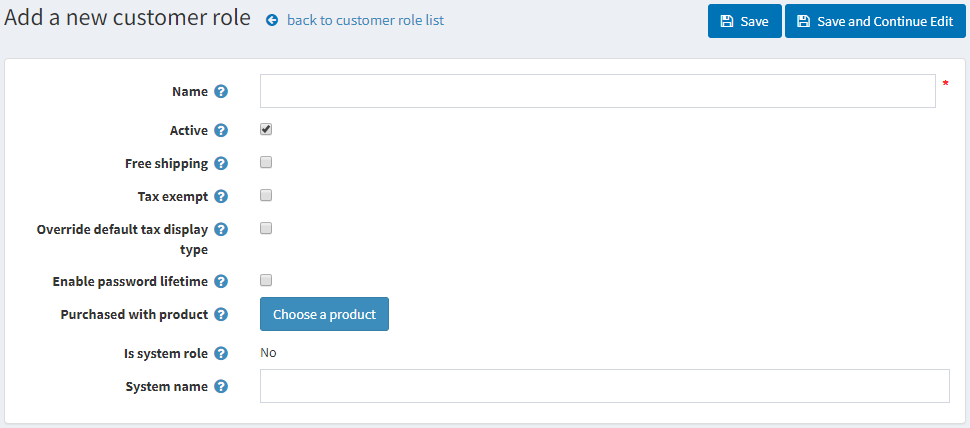 Add a new customer role back to customer role list Save Save and Continue Edit
Name *
Active
Free shipping
Tax exempt
Override default tax display
type
Enable password lifetime
Purchased with product Choose a product
Is system role No
System name